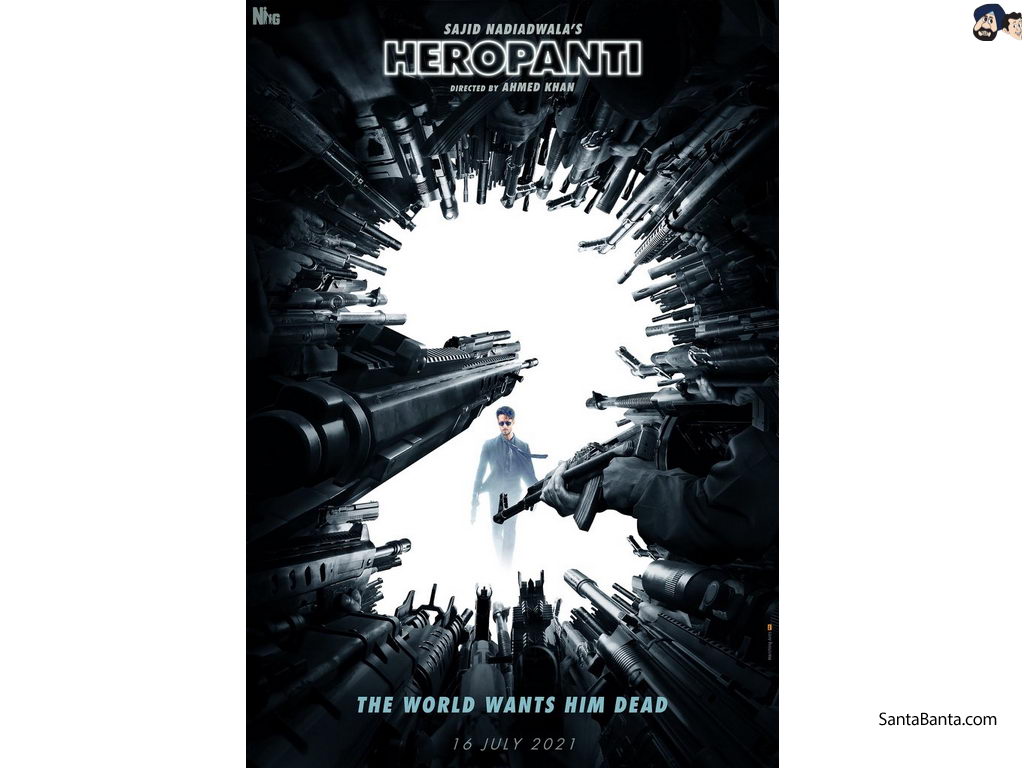 NG
SAJID NADIADWALA'S
HEROPANTI
DIRECTED BY AHMED KHAN
THE WORLD WANTS HIM DEAD
16 JULY 2021
SantaBanta.com